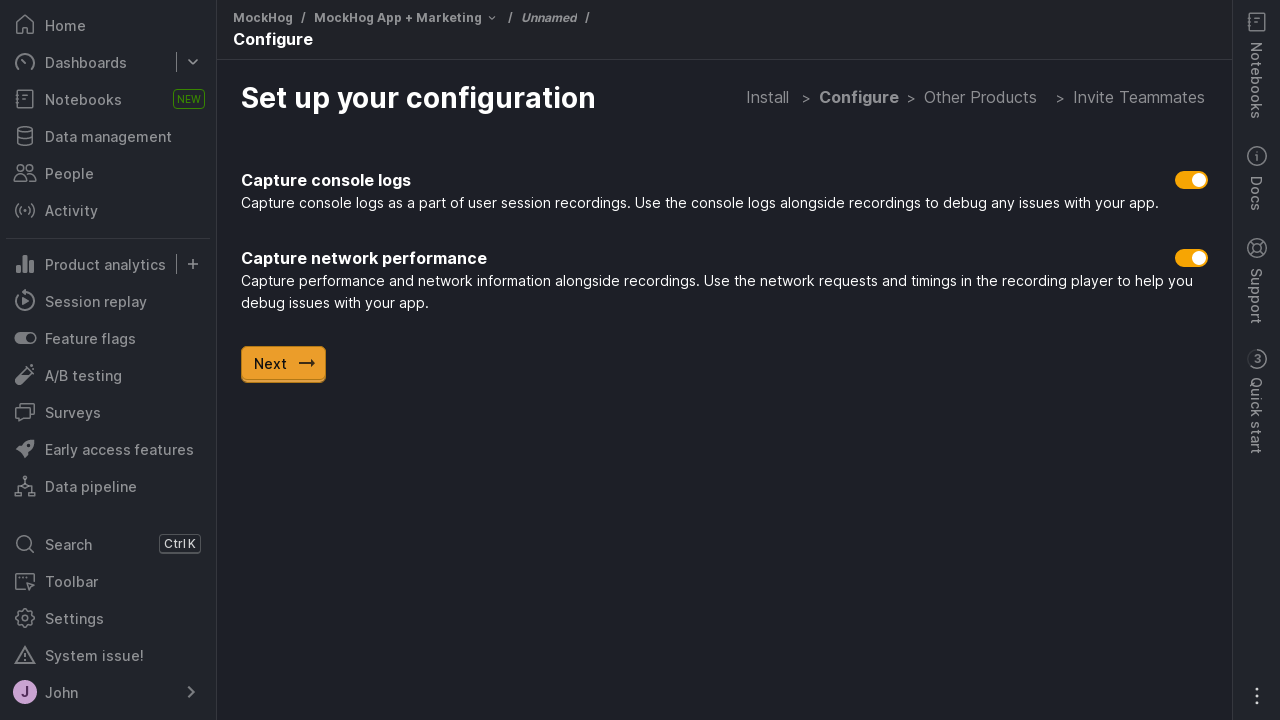 Home
Dashboards
Notebooks NEW
Data management
People
Activity
Product analytics
Session replay
Feature flags
A/B testing
Surveys
Early access features
Data pipeline
Search Ctrl K
Toolbar
Settings
System issue!
J John
MockHog / MockHog App + Marketing / Unnamed /
Configure
Set up your configuration
Install > Configure > Other Products > Invite Teammates
Capture console logs
Capture console logs as a part of user session recordings. Use the console logs alongside recordings to debug any issues with your app.
Capture network performance
Capture performance and network information alongside recordings. Use the network requests and timings in the recording player to help you
debug issues with your app.
Next
Notebooks
Docs
Support
3
Quick start